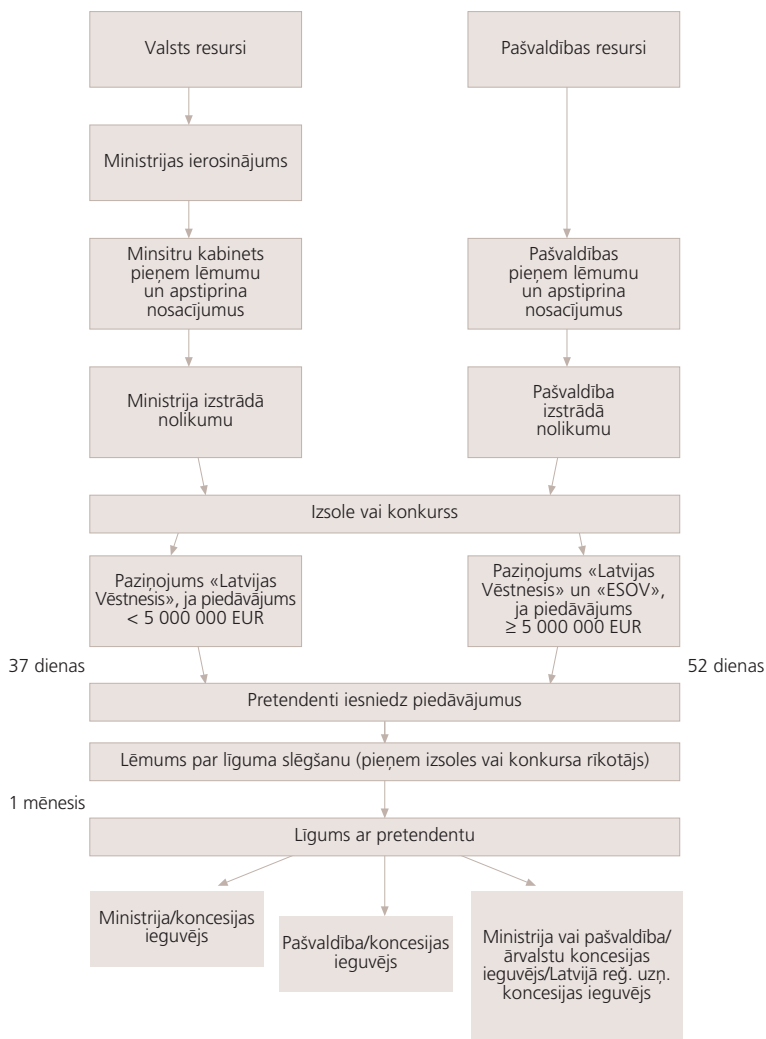 Valsts resursi
Pašvaldības resursi
Ministrijas ierosinājums
Minsitru kabinets
pieņem lēmumu
un apstiprina
nosacījumus
Pašvaldības
pieņem lēmumu
un apstiprina
nosacījumus
Ministrija izstrādā
nolikumu
Pašvaldība
izstrādā
nolikumu
Izsole vai konkurss
Paziņojums «Latvijas
Vēstnesis», ja piedāvājums
< 5 000 000 EUR
Paziņojums «Latvijas
Vēstnesis» un «ESOV»,
ja piedāvājums
≥ 5 000 000 EUR
37 dienas
52 dienas
Pretendenti iesniedz piedāvājumus
Lēmums par līguma slēgšanu (pieņem izsoles vai konkursa rīkotājs)
1 mēnesis
Līgums ar pretendentu
Ministrija/koncesijas
ieguvējs
Pašvaldība/koncesijas
ieguvējs
Ministrija vai pašvaldība/
ārvalstu koncesijas
ieguvējs/Latvijā reģ. uzņ.
koncesijas ieguvējs